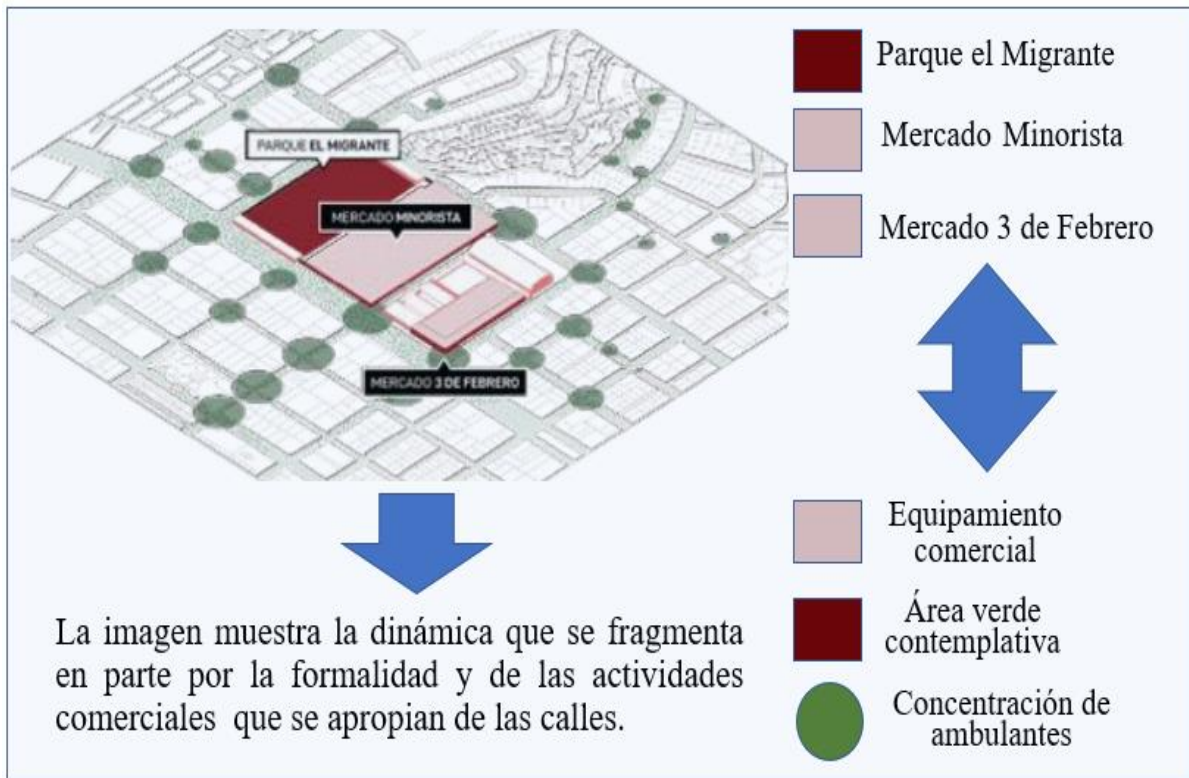 PARQUE EL MIGRANTE
MERCADO MINORISTA
MERCADO 3 DE FEBRERO
Parque el Migrante
Mercado Minorista
Mercado 3 de Febrero
Equipamiento
comercial
Área verde
contemplativa
Concentración de
ambulantes
La imagen muestra la dinámica que se fragmenta
en parte por la formalidad y de las actividades
comerciales que se apropian de las calles.